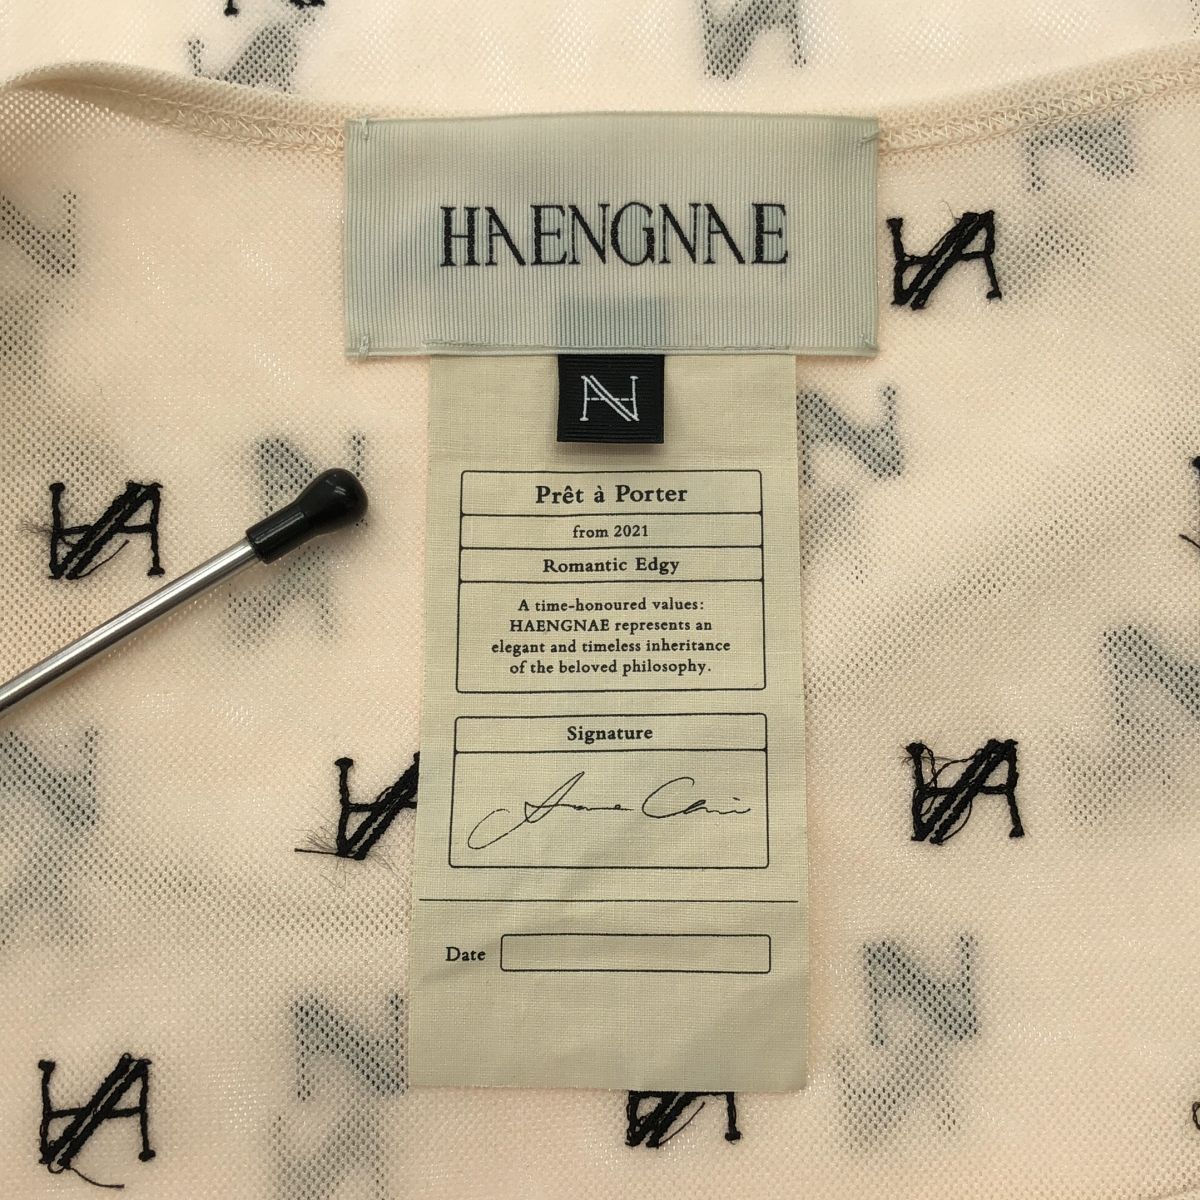 HAENGNAE
Prêt à Porter
from 2021
Romantic Edgy
A time-honoured values:
HAENGNAE represents an
elegant and timeless inheritance
of the beloved philosophy.
Signature
Date